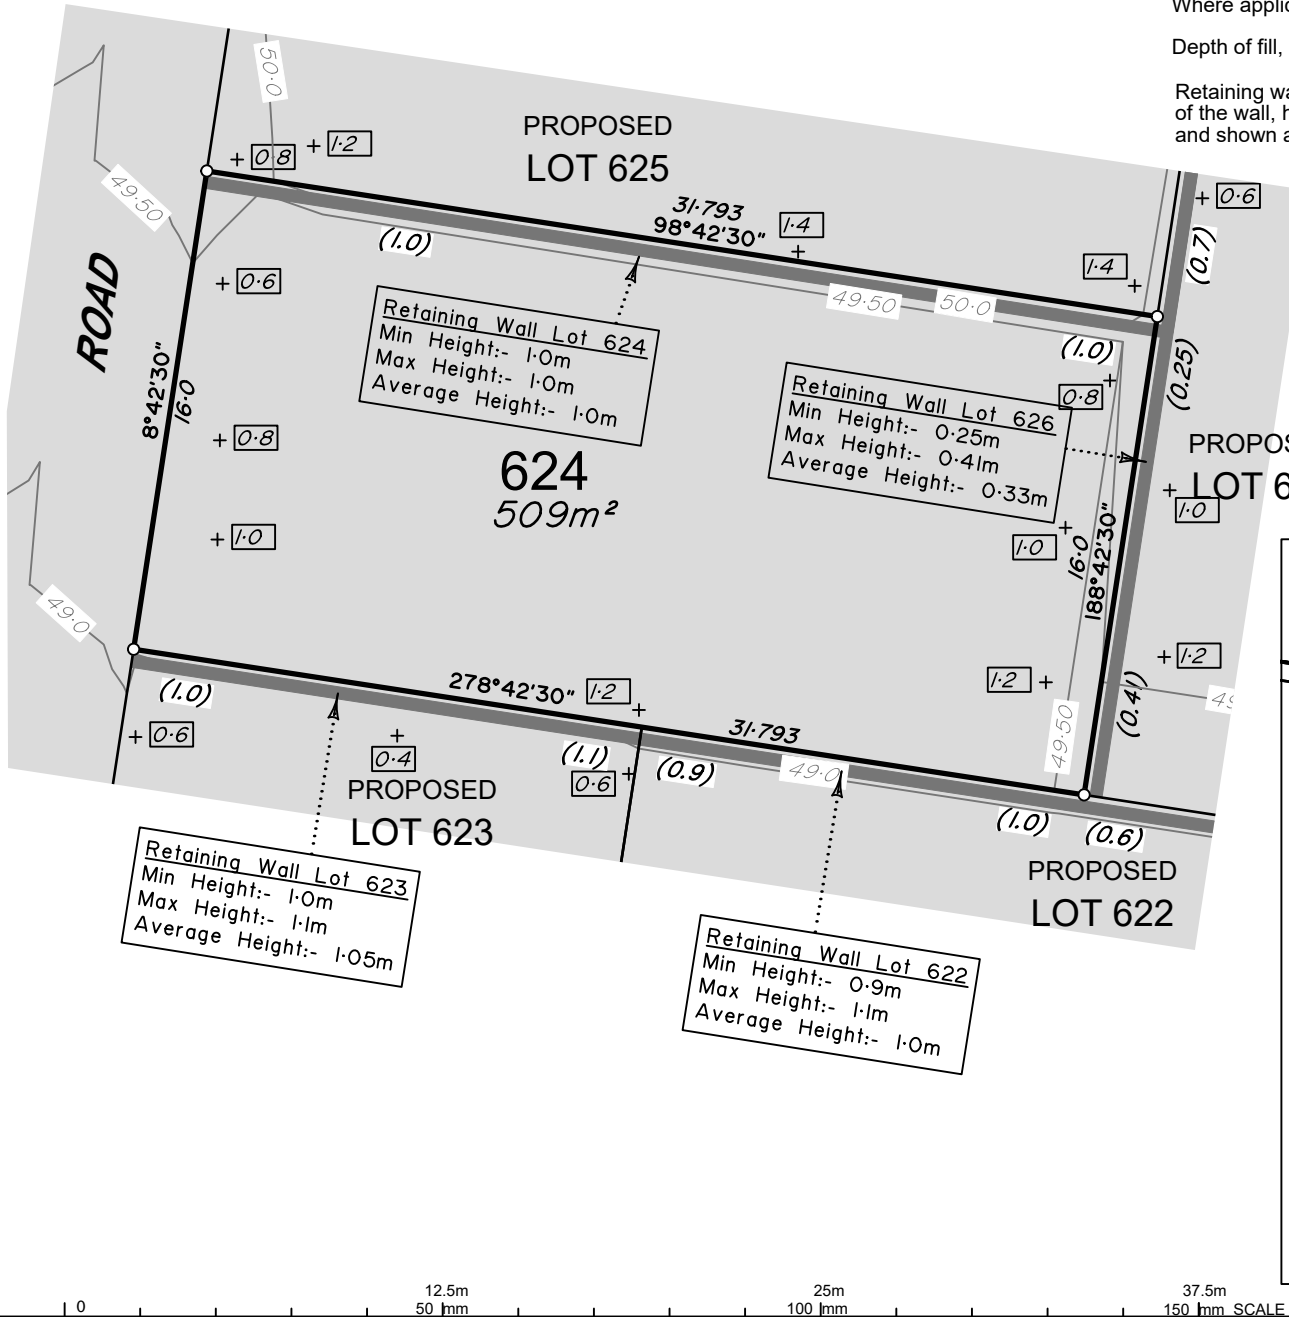 Where applic
Depth of fill,
Retaining wa
of the wall, h
and shown a
50·0
PROPOSED
LOT 625
1·2
0·8
49·50
31·793
98°42'30"
1·4
0·6
(0.7)
(1.0)
1·4
0·6
49·50
50·0
ROAD
Retaining Wall Lot 624
Min Height:- 1·0m
Max Height:- 1·0m
Average Height:- 1·0m
(1.0)
(0.25)
0·8
8°42'30"
16·0
Retaining Wall Lot 626
Min Height:- 0·25m
Max Height:- 0·41m
Average Height:- 0·33m
0·8
624
509m²
PROPOS
LOT 6
1·0
1·0
1·0
16·0
188°42'30"
49·0
1·2
1·2
(1.0)
278°42'30"
1·2
31·793
49·50
(0.41)
49
0·6
0·4
(1.1)
0·6
(0.9)
49·0
PROPOSED
LOT 623
(1.0)
(0.6)
PROPOSED
LOT 622
Retaining Wall Lot 623
Min Height:- 1·0m
Max Height:- 1·1m
Average Height:- 1·05m
Retaining Wall Lot 622
Min Height:- 0·9m
Max Height:- 1·1m
Average Height:- 1·0m
12.5m
25m
37.5m
0
50 mm
100 mm
150 mm SCALE